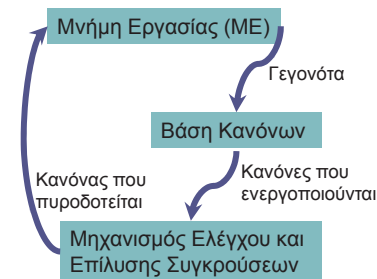 Μνήμη Εργασίας (ΜΕ)
Γεγονότα
Βάση Κανόνων
Κανόνες που
ενεργοποιούνται
Κανόνας που
πυροδοτείται
Μηχανισμός Ελέγχου και
Επίλυσης Συγκρούσεων